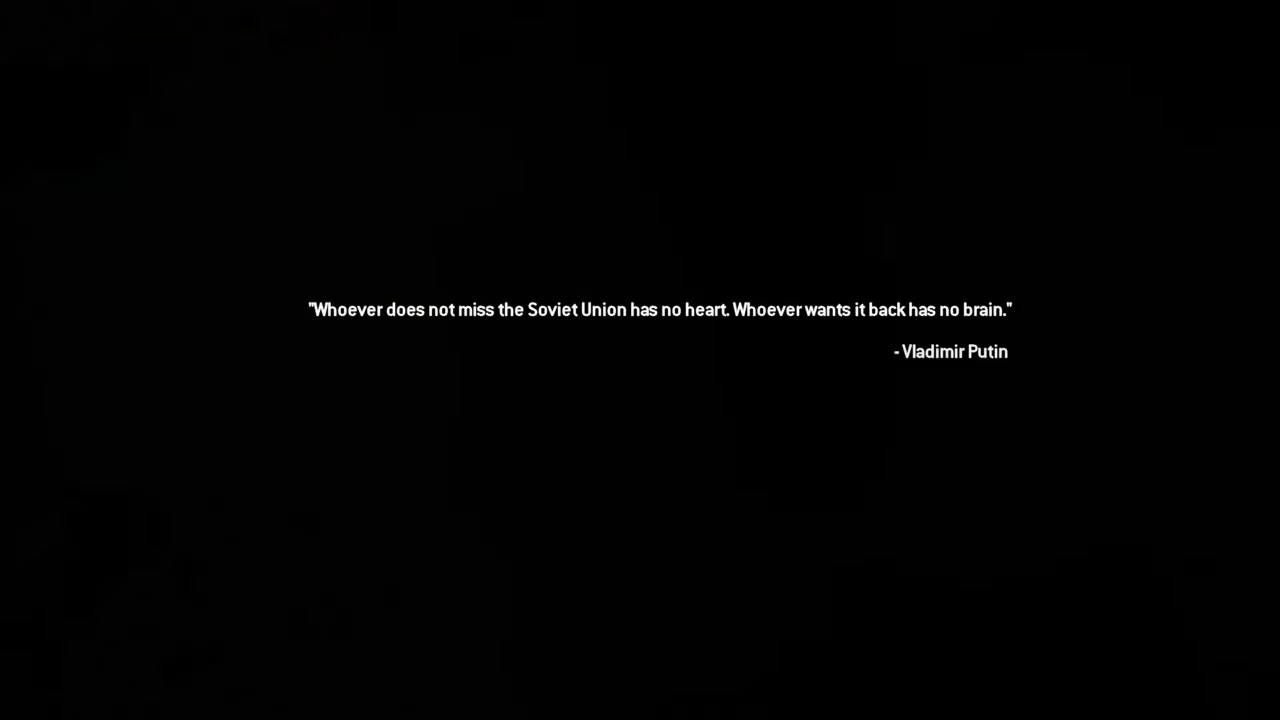 "Whoever does not miss the Soviet Union has no heart. Whoever wants it back has no brain."
- Vladimir Putin